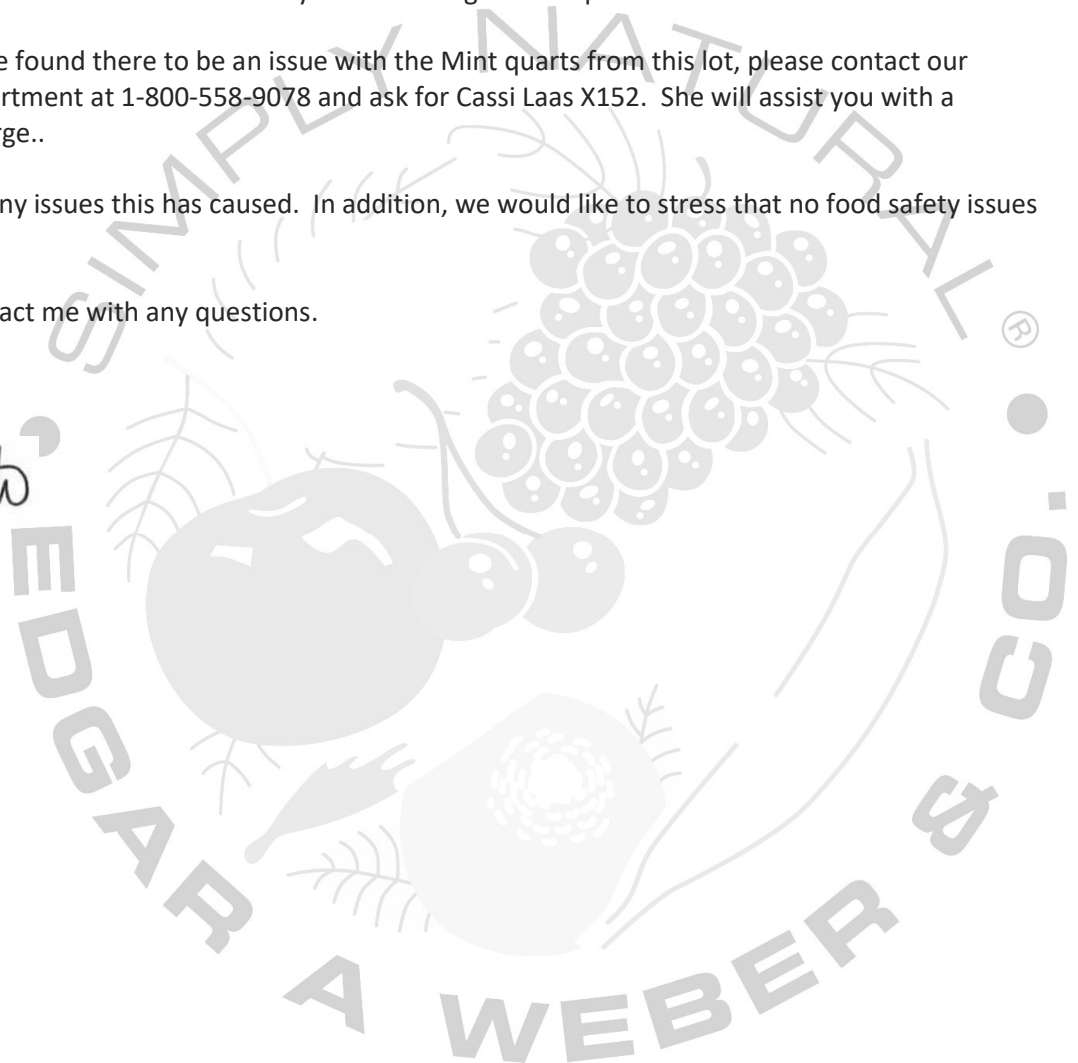 e found there to be an issue with the Mint quarts from this lot, please contact our
artment at 1-800-558-9078 and ask for Cassi Laas X152.  She will assist you with a
rge..
ny issues this has caused.  In addition, we would like to stress that no food safety issues
act me with any questions.
SIMPLY NATURAL®
EDGAR A WEBER & CO.